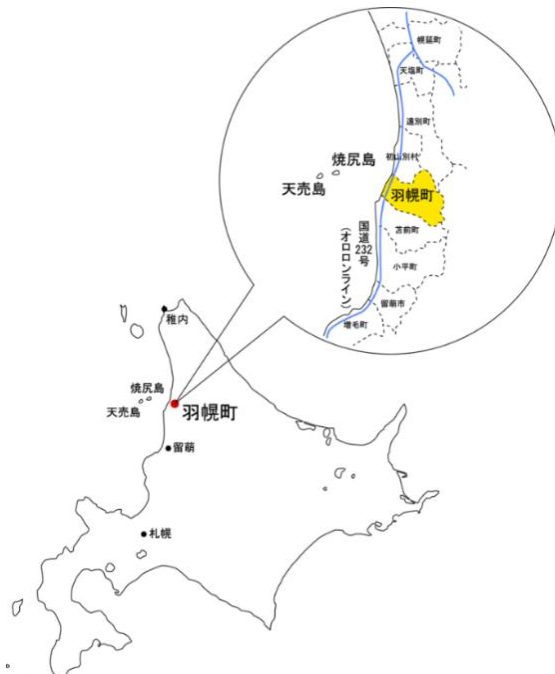 幌延町
天塩町
遠別町
初山別村
焼尻島
天売島
羽幌町
苫前町
国道232号
(オロロンライン)
小平町
留萌市
増毛町
稚内
焼尻島
天売島
羽幌町
留萌
札幌